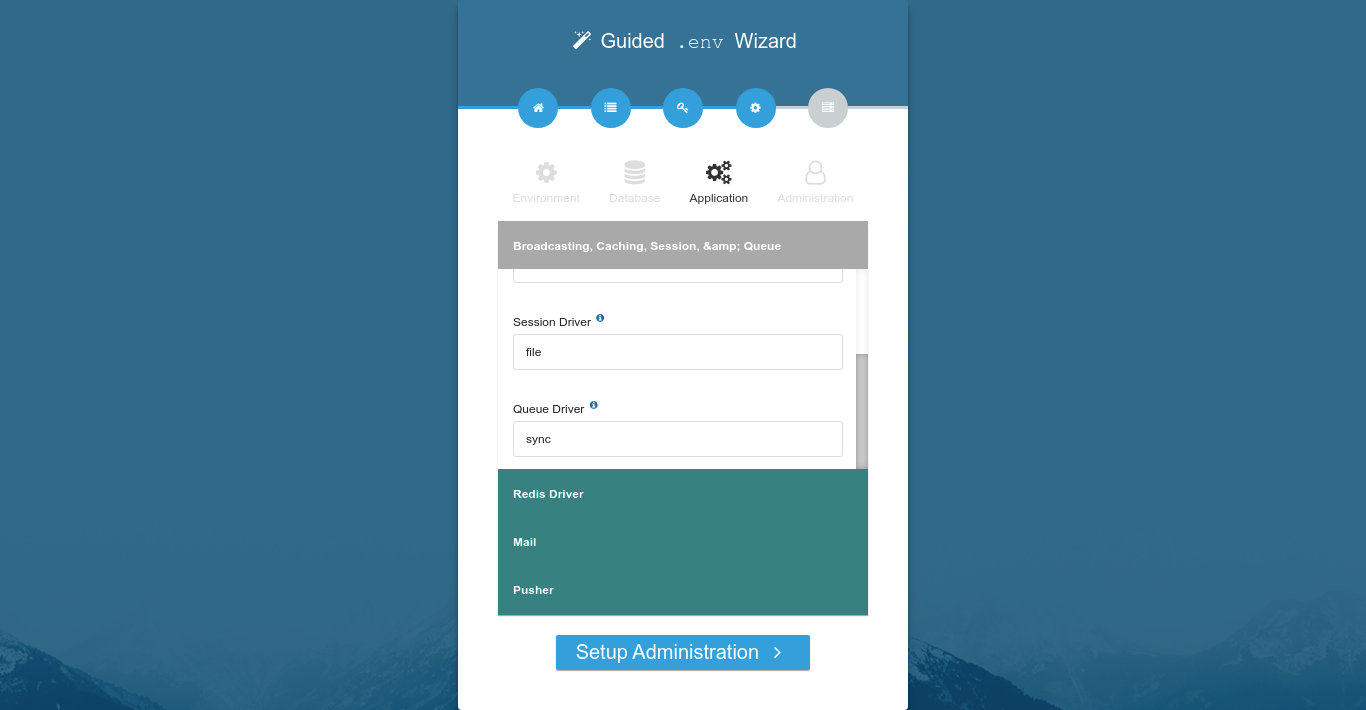 Guided .env Wizard
Environment Database Application Administration
Broadcasting, Caching, Session, &amp; Queue
Session Driver
file
Queue Driver
sync
Redis Driver
Mail
Pusher
Setup Administration